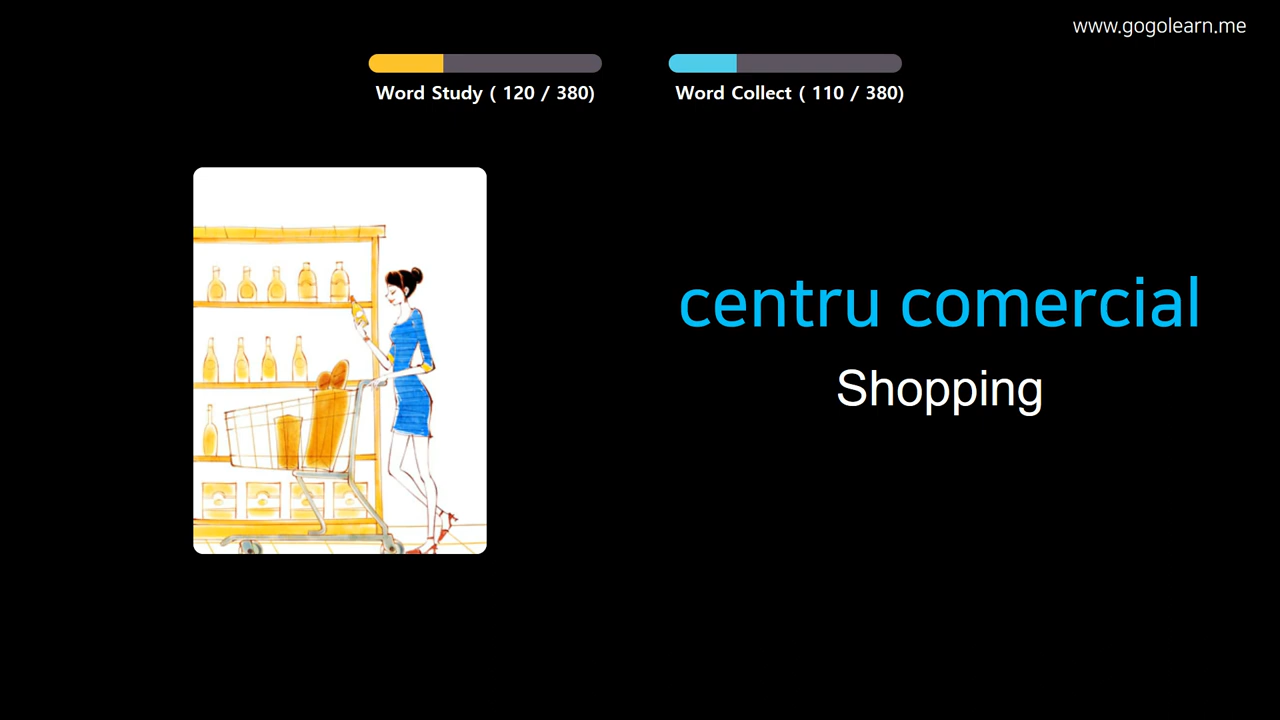 www.gogolearn.me
Word Study ( 120 / 380)
Word Collect ( 110 / 380)
centru comercial
Shopping